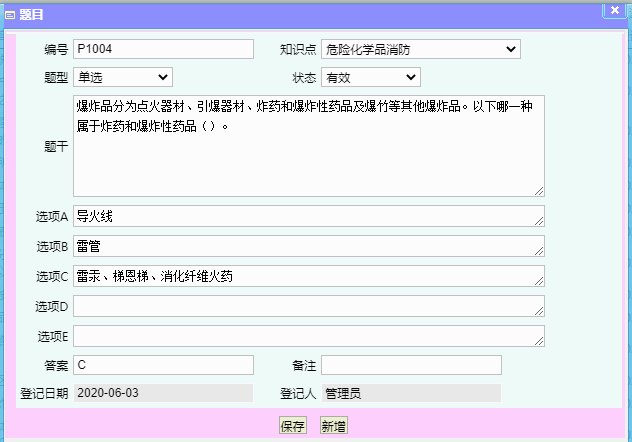 题目
编号 P1004 知识点 危险化学品消防
题型 单选 状态 有效
爆炸品分为点火器材、引爆器材、炸药和爆炸性药品及爆竹等其他爆炸品。以下哪一种
题干 属于炸药和爆炸性药品（）。
选项A 导火线
选项B 雷管
选项C 雷汞、梯恩梯、消化纤维火药
选项D
选项E
答案 C 备注
登记日期 2020-06-03 登记人 管理员
保存 新增